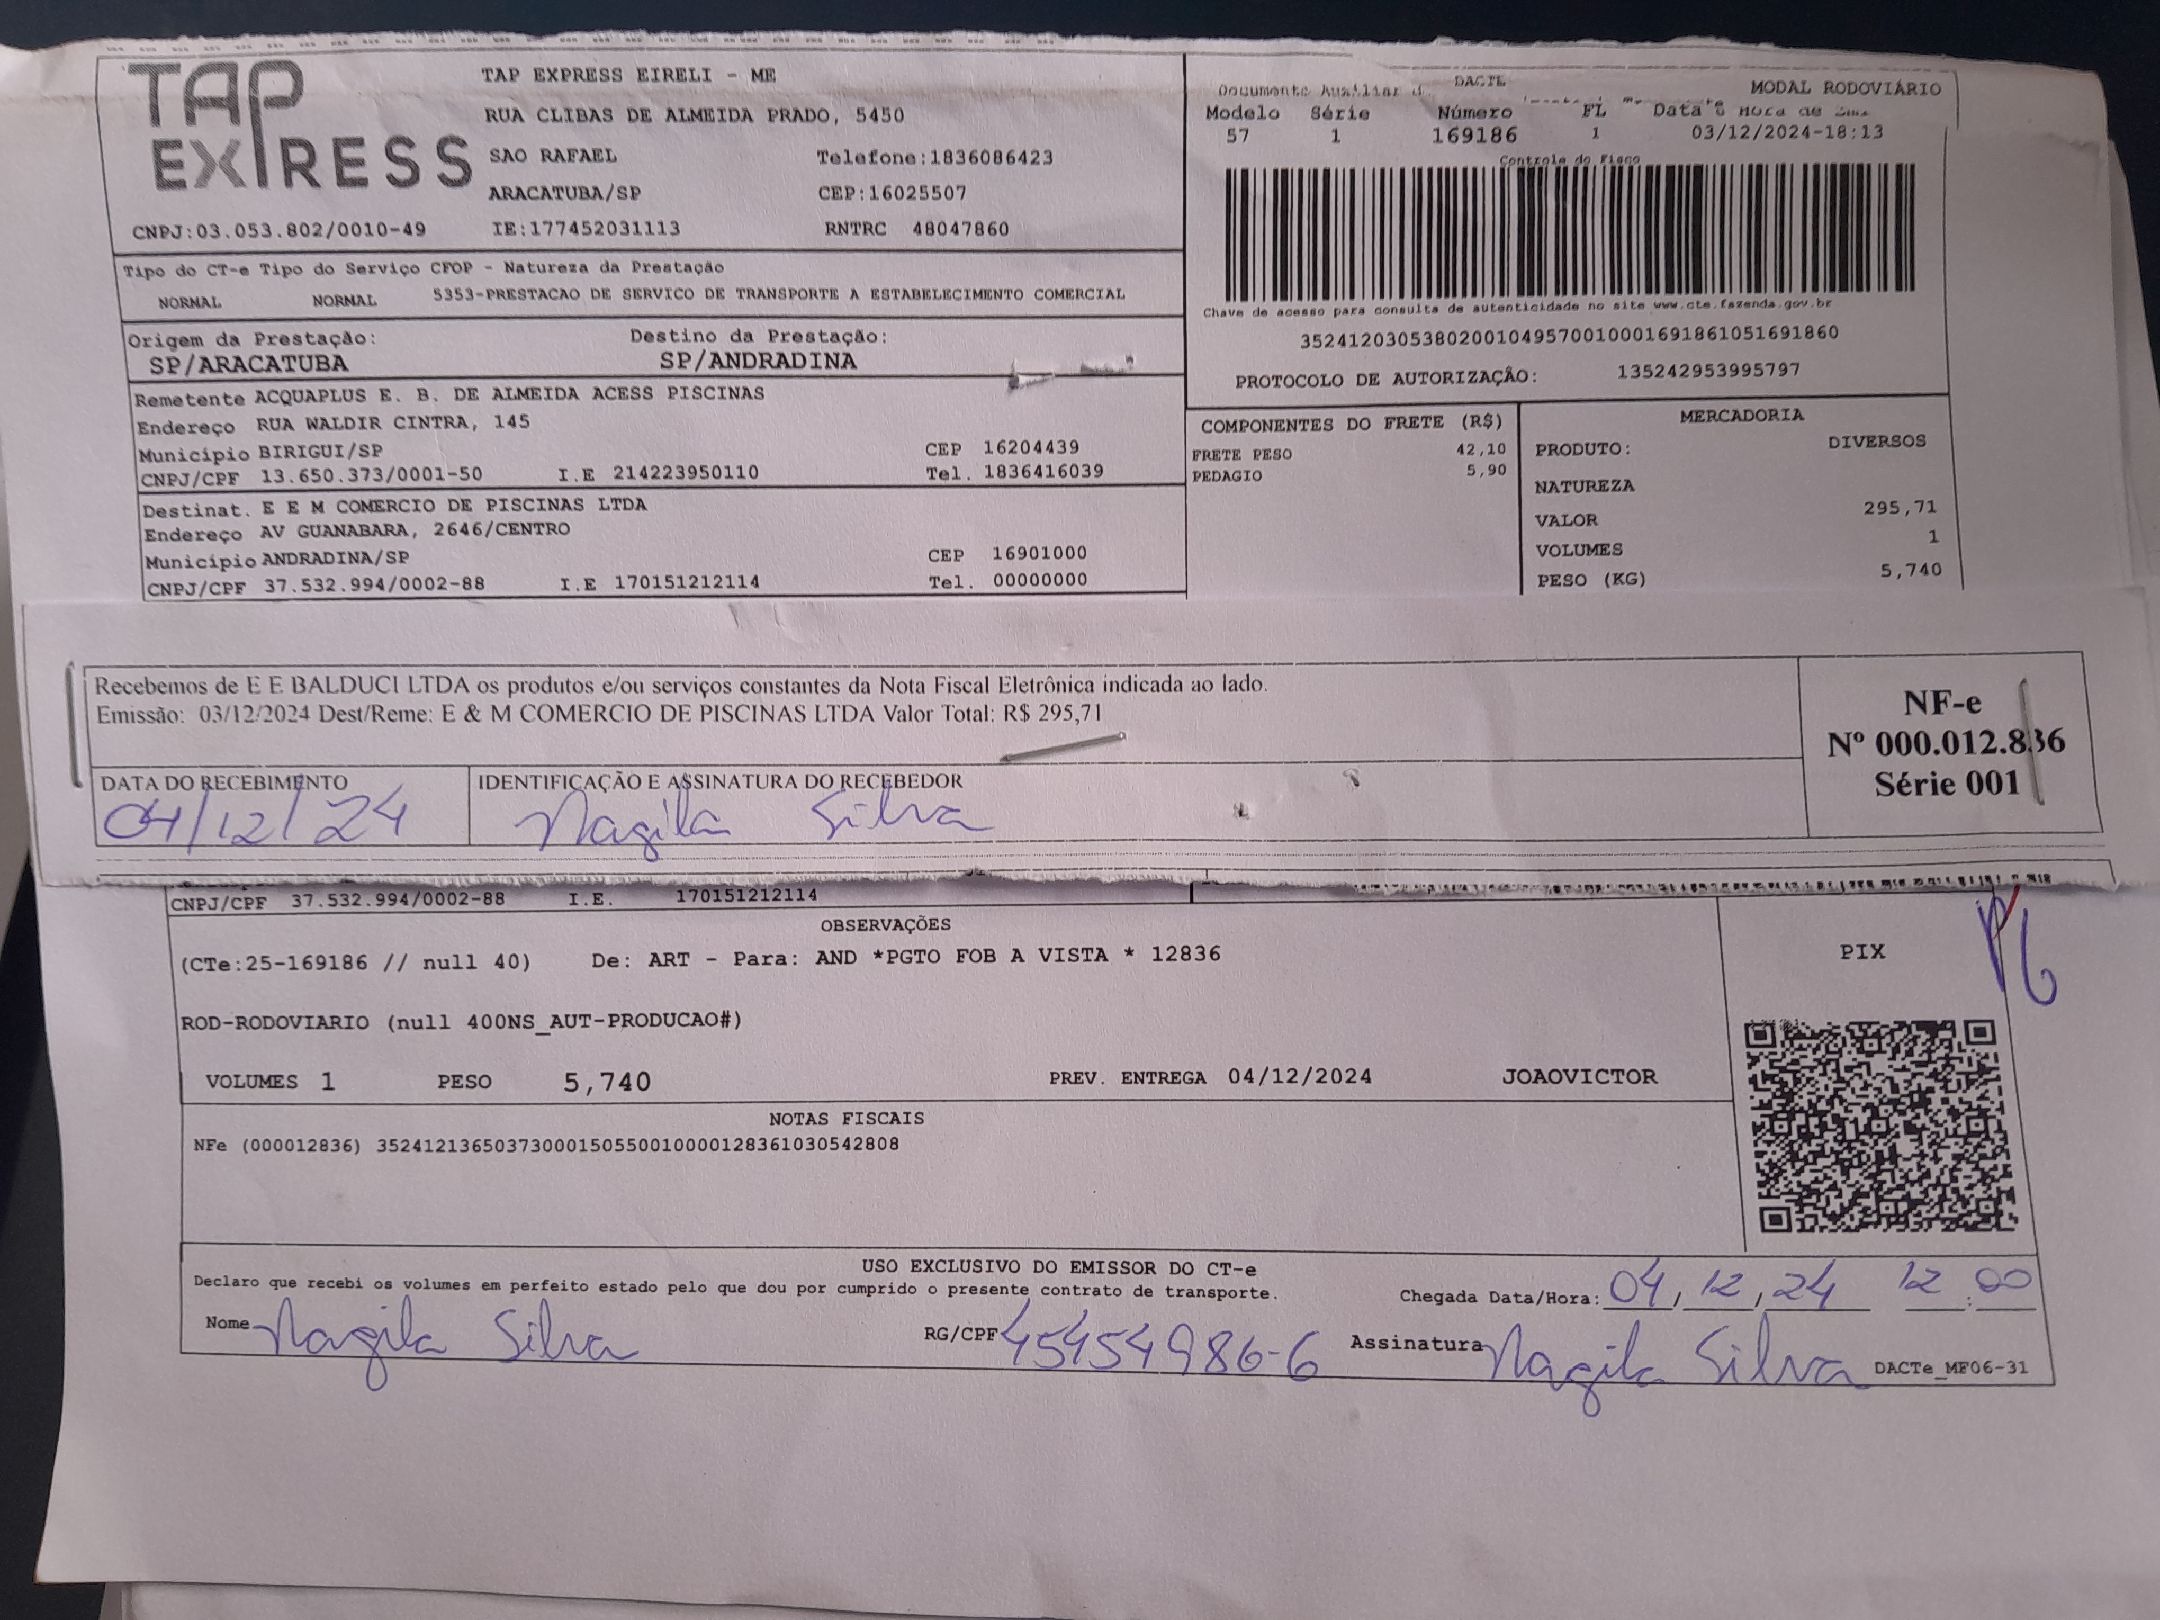 TAP EXPRESS
TAP EXPRESS EIRELI - ME
RUA CLIBAS DE ALMEIDA PRADO, 5450
SAO RAFAEL Telefone:1836086423
ARACATUBA/SP CEP:16025507
CNPJ:03.053.802/0010-49 IE:177452031113 RNTRC 48047860
DACTE MODAL RODOVIÁRIO
Documento Auxiliar
Modelo Série Número FL Data Hora de
57 1 169186 1 03/12/2024-18:13
Controle do Fisco
Chave de acesso para consulta de autenticidade no site www.cte.fazenda.gov.br
35241203053802001049570010001691861051691860
PROTOCOLO DE AUTORIZAÇÃO: 135242953995797
Tipo do CT-e Tipo do Serviço CFOP - Natureza da Prestação
NORMAL NORMAL 5353-PRESTACAO DE SERVICO DE TRANSPORTE A ESTABELECIMENTO COMERCIAL
Origem da Prestação: Destino da Prestação:
SP/ARACATUBA SP/ANDRADINA
Remetente ACQUAPLUS E. B. DE ALMEIDA ACESS PISCINAS
Endereço RUA WALDIR CINTRA, 145
Município BIRIGUI/SP CEP 16204439
CNPJ/CPF 13.650.373/0001-50 I.E 214223950110 Tel. 1836416039
Destinat. E E M COMERCIO DE PISCINAS LTDA
Endereço AV GUANABARA, 2646/CENTRO
Município ANDRADINA/SP CEP 16901000
CNPJ/CPF 37.532.994/0002-88 I.E 170151212114 Tel. 00000000
COMPONENTES DO FRETE (R$)
FRETE PESO 42,10
PEDAGIO 5,90
MERCADORIA
PRODUTO: DIVERSOS
NATUREZA
VALOR 295,71
VOLUMES 1
PESO (KG) 5,740
Recebemos de E E BALDUCI LTDA os produtos e/ou serviços constantes da Nota Fiscal Eletrônica indicada ao lado.
Emissão: 03/12/2024 Dest/Reme: E & M COMERCIO DE PISCINAS LTDA Valor Total: R$ 295,71
NF-e
Nº 000.012.836
Série 001
DATA DO RECEBIMENTO IDENTIFICAÇÃO E ASSINATURA DO RECEBEDOR
04/12/24 Nagila Silva
CNPJ/CPF 37.532.994/0002-88 I.E. 170151212114
OBSERVAÇÕES
(CTe:25-169186 // null 40) De: ART - Para: AND *PGTO FOB A VISTA * 12836
ROD-RODOVIARIO (null 400NS_AUT-PRODUCAO#)
VOLUMES 1 PESO 5,740 PREV. ENTREGA 04/12/2024 JOAOVICTOR
PIX
NOTAS FISCAIS
NFe (000012836) 35241213650373000150550010000128361030542808
USO EXCLUSIVO DO EMISSOR DO CT-e
Declaro que recebi os volumes em perfeito estado pelo que dou por cumprido o presente contrato de transporte.
Chegada Data/Hora: 04, 12, 24 12:00
Nome Nagila Silva RG/CPF 45454986-6 Assinatura Nagila Silva DACTe_MF06-31